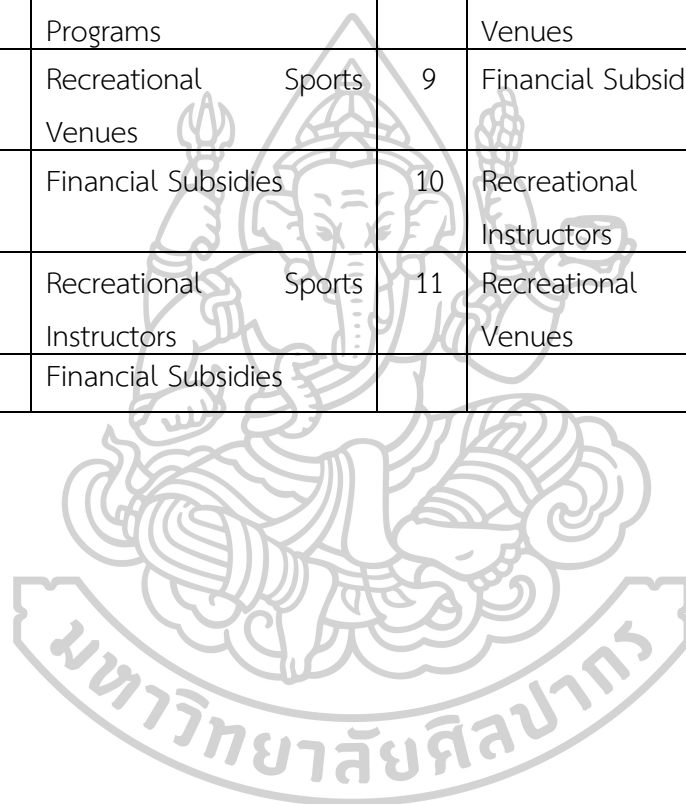 Programs Venues
Recreational Sports 9 Financial Subsid
Venues
Financial Subsidies 10 Recreational
Instructors
Recreational Sports 11 Recreational
Instructors Venues
Financial Subsidies
มหาวิทยาลัยศิลปากร